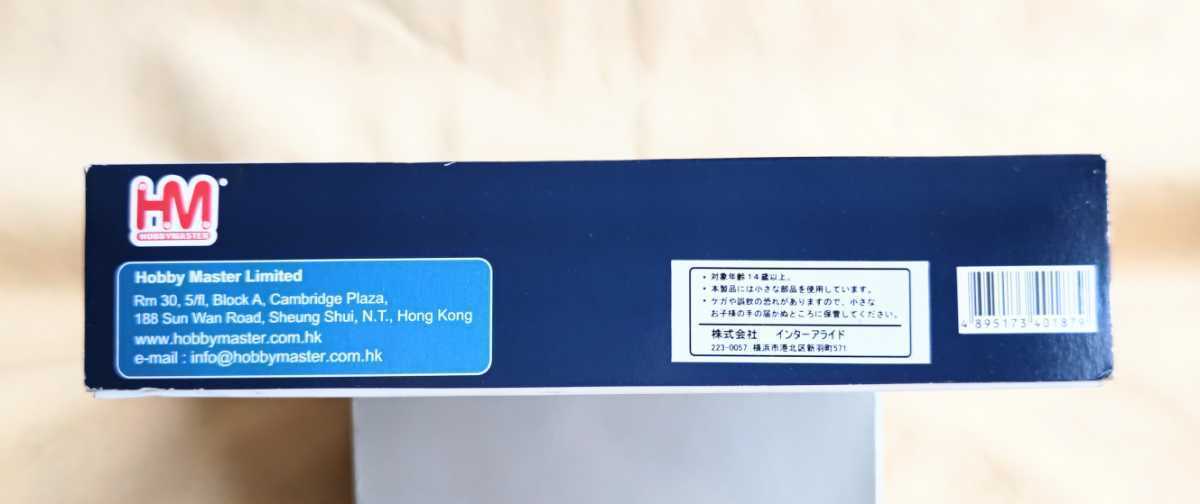 HM®
HOBBYMASTER
Hobby Master Limited
Rm 30, 5/fl, Block A, Cambridge Plaza,
188 Sun Wan Road, Sheung Shui, N.T., Hong Kong
www.hobbymaster.com.hk
e-mail : info@hobbymaster.com.hk
・対象年齢14歳以上。
・本製品には小さな部品を使用しています。
・ケガや誤飲の恐れがありますので、小さな
お子様の手の届かぬところに保管してください。
株式会社 インターアライド
223-0057 横浜市港北区新羽町571
4 895173 401879